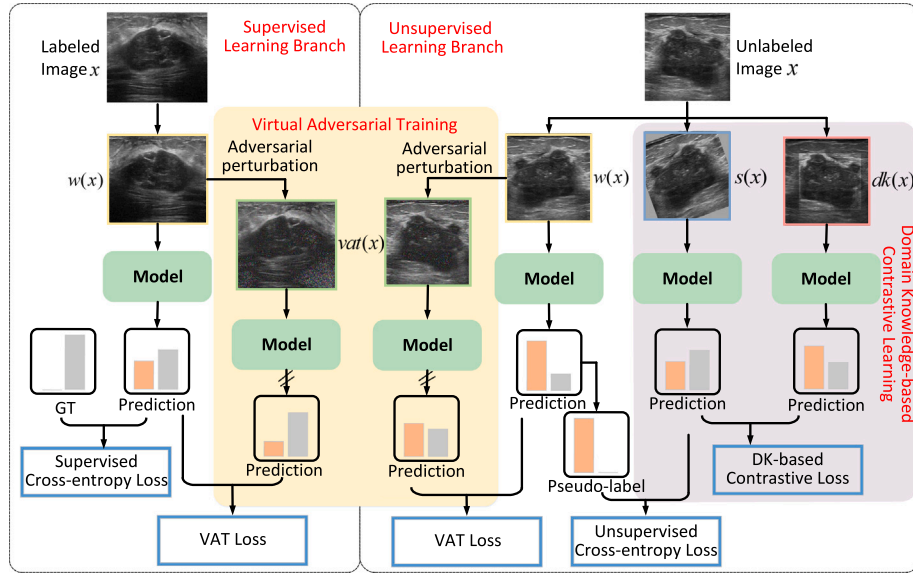 Labeled
Image x
Supervised
Learning Branch
Unsupervised
Learning Branch
Unlabeled
Image x
Virtual Adversarial Training
Adversarial
perturbation
Adversarial
perturbation
w(x)
vat(x)
w(x)
s(x)
dk(x)
Model
Model
Model
Model
Model
Model
Domain Knowledge-based
Contrastive Learning
GT
Prediction
Prediction
Prediction
Prediction
Pseudo-label
Prediction
Prediction
Supervised
Cross-entropy Loss
DK-based
Contrastive Loss
VAT Loss
VAT Loss
Unsupervised
Cross-entropy Loss